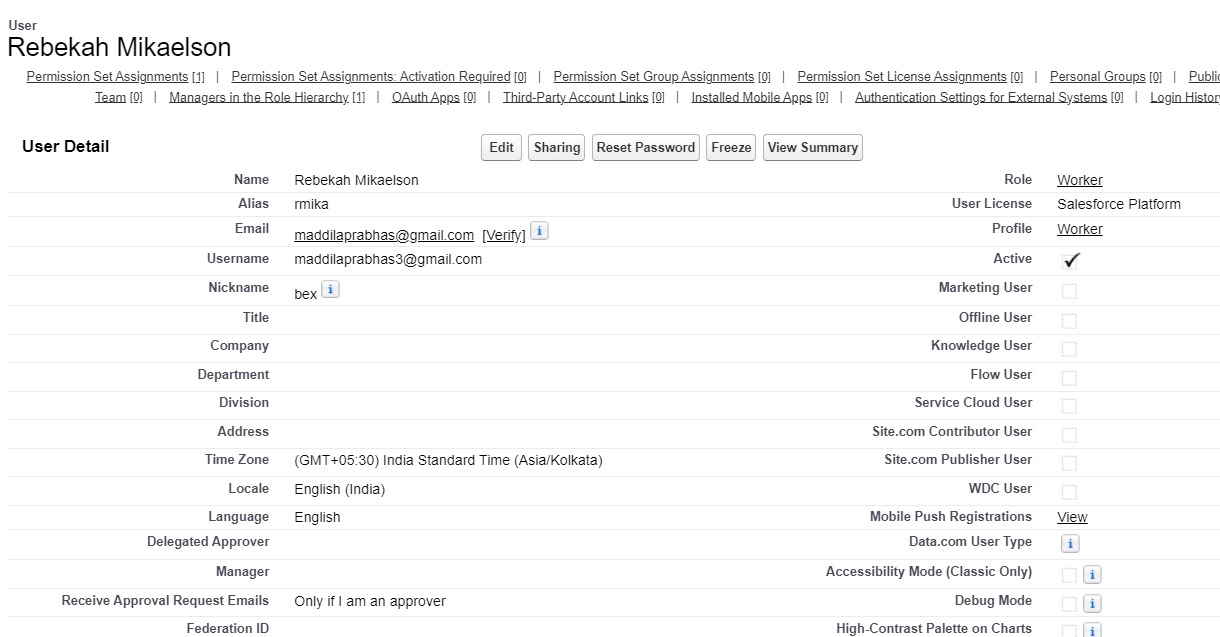 User
Rebekah Mikaelson
Permission Set Assignments [1] | Permission Set Assignments: Activation Required [0] | Permission Set Group Assignments [0] | Permission Set License Assignments [0] | Personal Groups [0] |
Team [0] | Managers in the Role Hierarchy [1] | OAuth Apps [0] | Third-Party Account Links [0] | Installed Mobile Apps [0] | Authentication Settings for External Systems [0] | Login History
User Detail Edit Sharing Reset Password Freeze View Summary
Name Rebekah Mikaelson Role Worker
Alias rmika User License Salesforce Platform
Email maddilaprabhas@gmail.com [Verify] i Profile Worker
Username maddilaprabhas3@gmail.com Active
Nickname bex i Marketing User
Title Offline User
Company Knowledge User
Department Flow User
Division Service Cloud User
Address Site.com Contributor User
Time Zone (GMT+05:30) India Standard Time (Asia/Kolkata) Site.com Publisher User
Locale English (India) WDC User
Language English Mobile Push Registrations View
Delegated Approver Data.com User Type i
Manager Accessibility Mode (Classic Only) i
Receive Approval Request Emails Only if I am an approver Debug Mode i
Federation ID High-Contrast Palette on Charts i